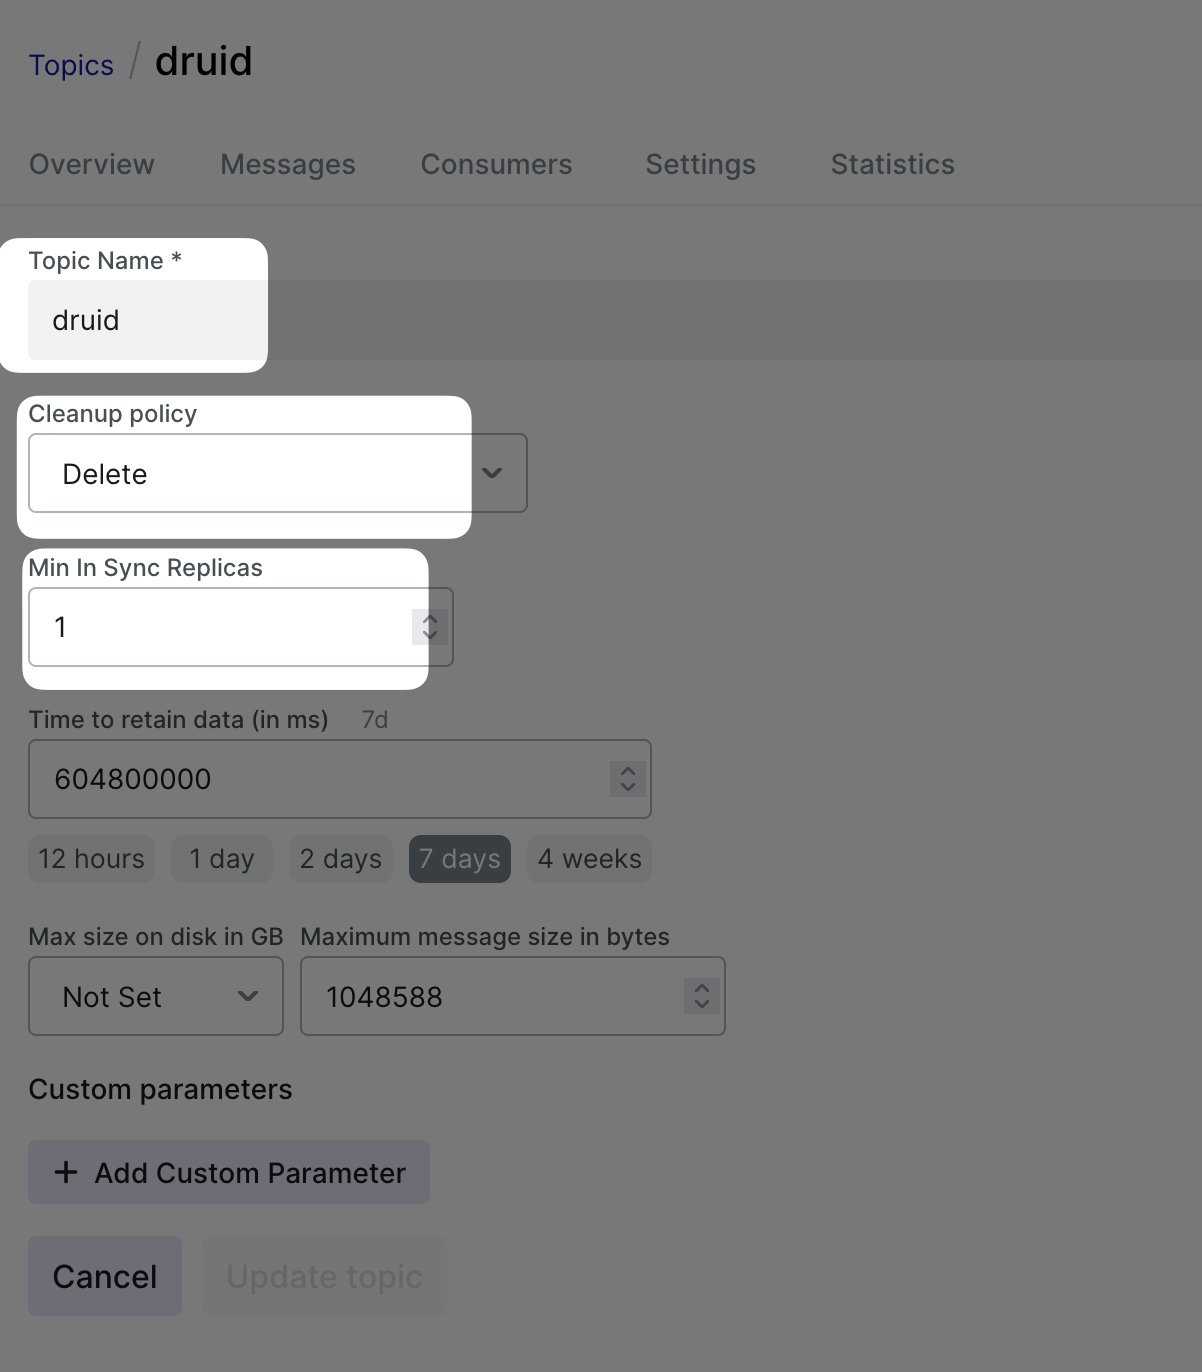 Topics / druid
Overview Messages Consumers Settings Statistics
Topic Name *
druid
Cleanup policy
Delete
Min In Sync Replicas
1
Time to retain data (in ms) 7d
604800000
12 hours 1 day 2 days 7 days 4 weeks
Max size on disk in GB Maximum message size in bytes
Not Set 1048588
Custom parameters
+ Add Custom Parameter
Cancel Update topic